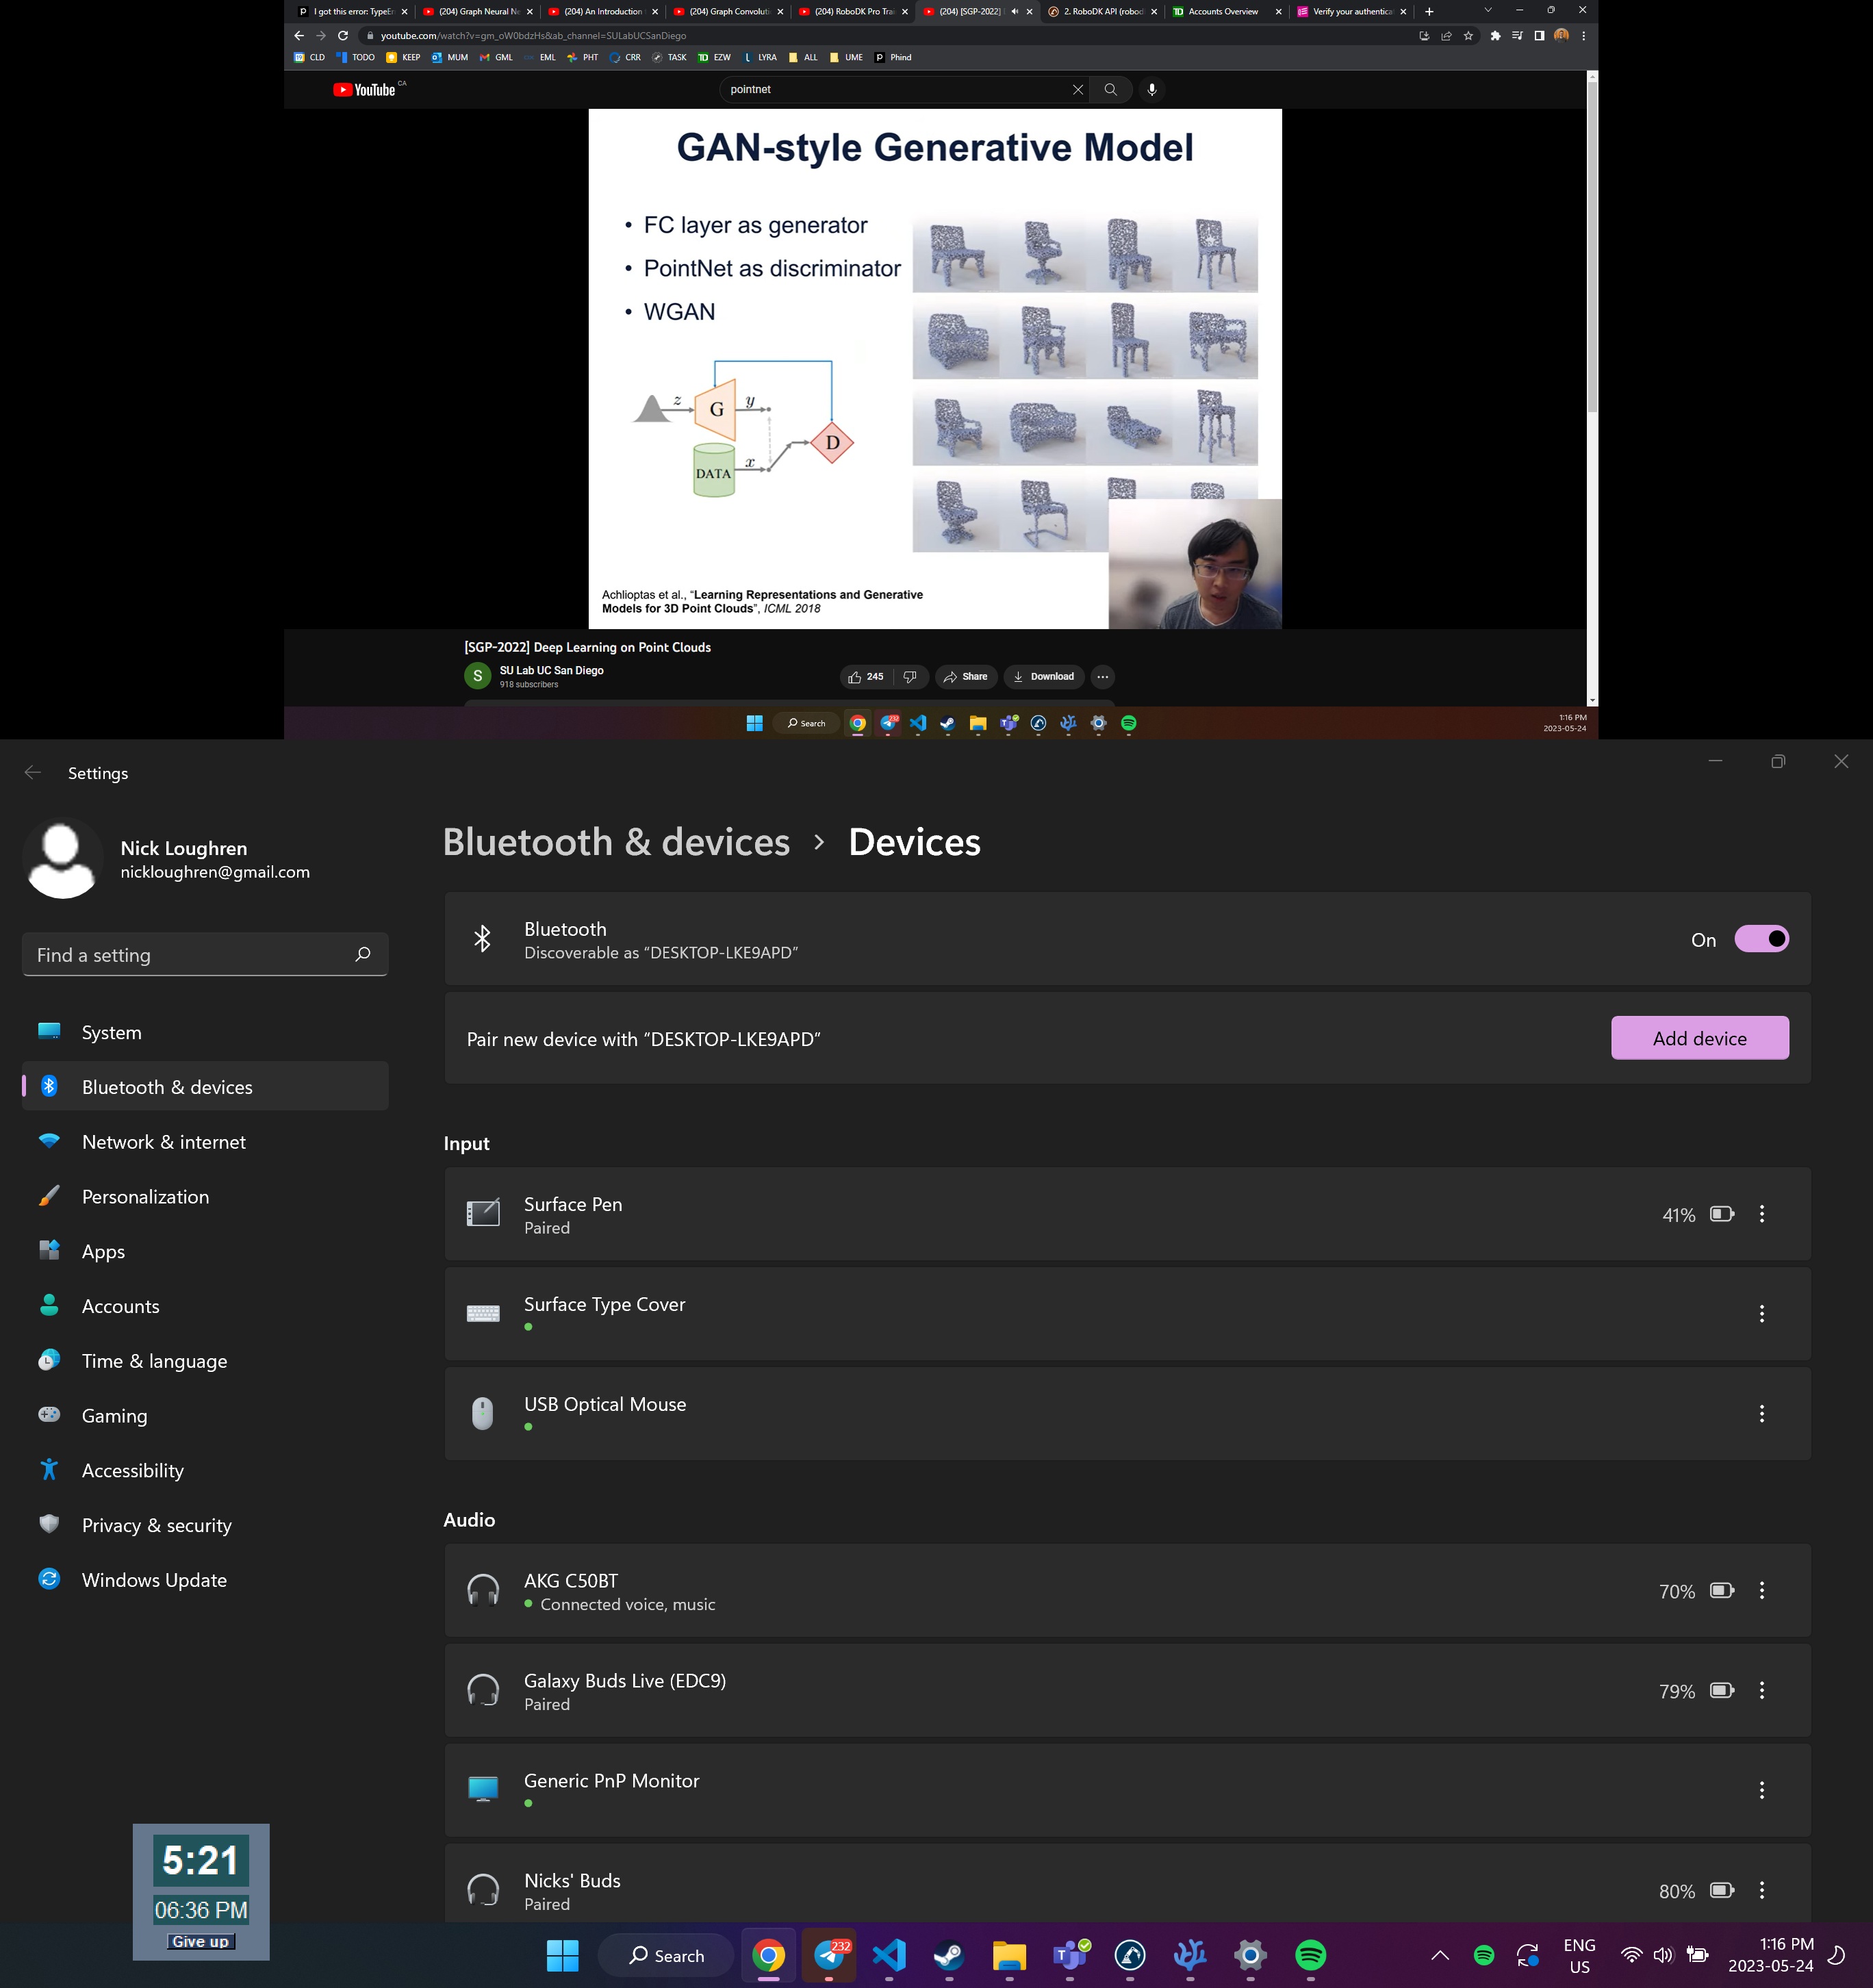 I got this error: TypeEr
(204) Graph Neural Ne
(204) An Introduction
(204) Graph Convoluti
(204) RoboDK Pro Trai
(204) [SGP-2022]
2. RoboDK API (robod
Accounts Overview
Verify your authentica
youtube.com/watch?v=gm_oW0bdzHs&ab_channel=SULabUCSanDiego
CLD TODO KEEP MUM GML EML PHT CRR TASK EZW LYRA ALL UME Phind
YouTube CA
pointnet
GAN-style Generative Model
• FC layer as generator
• PointNet as discriminator
• WGAN
z G y
D
DATA x
Achlioptas et al., “Learning Representations and Generative
Models for 3D Point Clouds”, ICML 2018
[SGP-2022] Deep Learning on Point Clouds
S
SU Lab UC San Diego
918 subscribers
245
Share
Download
Search
232
1:16 PM
2023-05-24
Settings
Nick Loughren
nickloughren@gmail.com
Find a setting
System
Bluetooth & devices
Network & internet
Personalization
Apps
Accounts
Time & language
Gaming
Accessibility
Privacy & security
Windows Update
Bluetooth & devices › Devices
Bluetooth
Discoverable as “DESKTOP-LKE9APD”
On
Pair new device with “DESKTOP-LKE9APD”
Add device
Input
Surface Pen
Paired
41%
Surface Type Cover
USB Optical Mouse
Audio
AKG C50BT
Connected voice, music
70%
Galaxy Buds Live (EDC9)
Paired
79%
Generic PnP Monitor
Nicks' Buds
Paired
80%
5:21
06:36 PM
Give up
Search
232
ENG
US
1:16 PM
2023-05-24